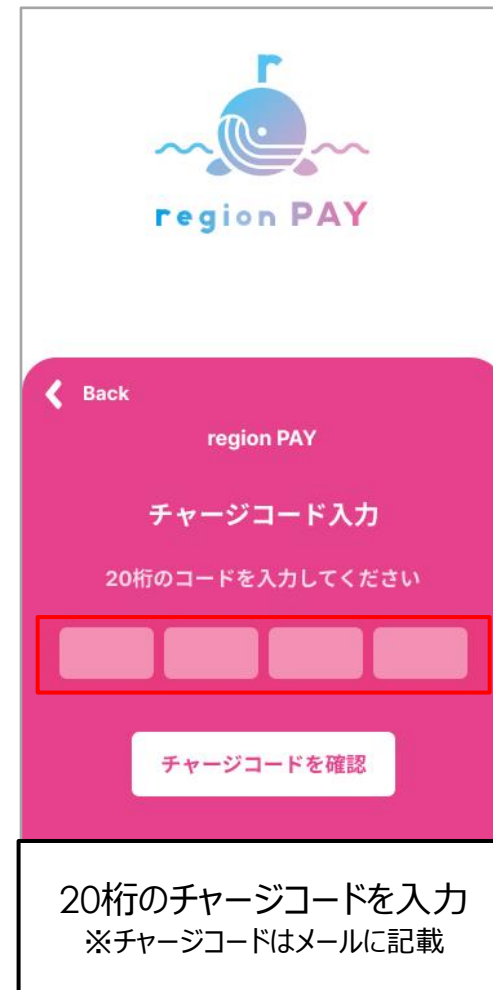 r
region PAY
Back
region PAY
チャージコード入力
20桁のコードを入力してください
チャージコードを確認
20桁のチャージコードを入力
※チャージコードはメールに記載